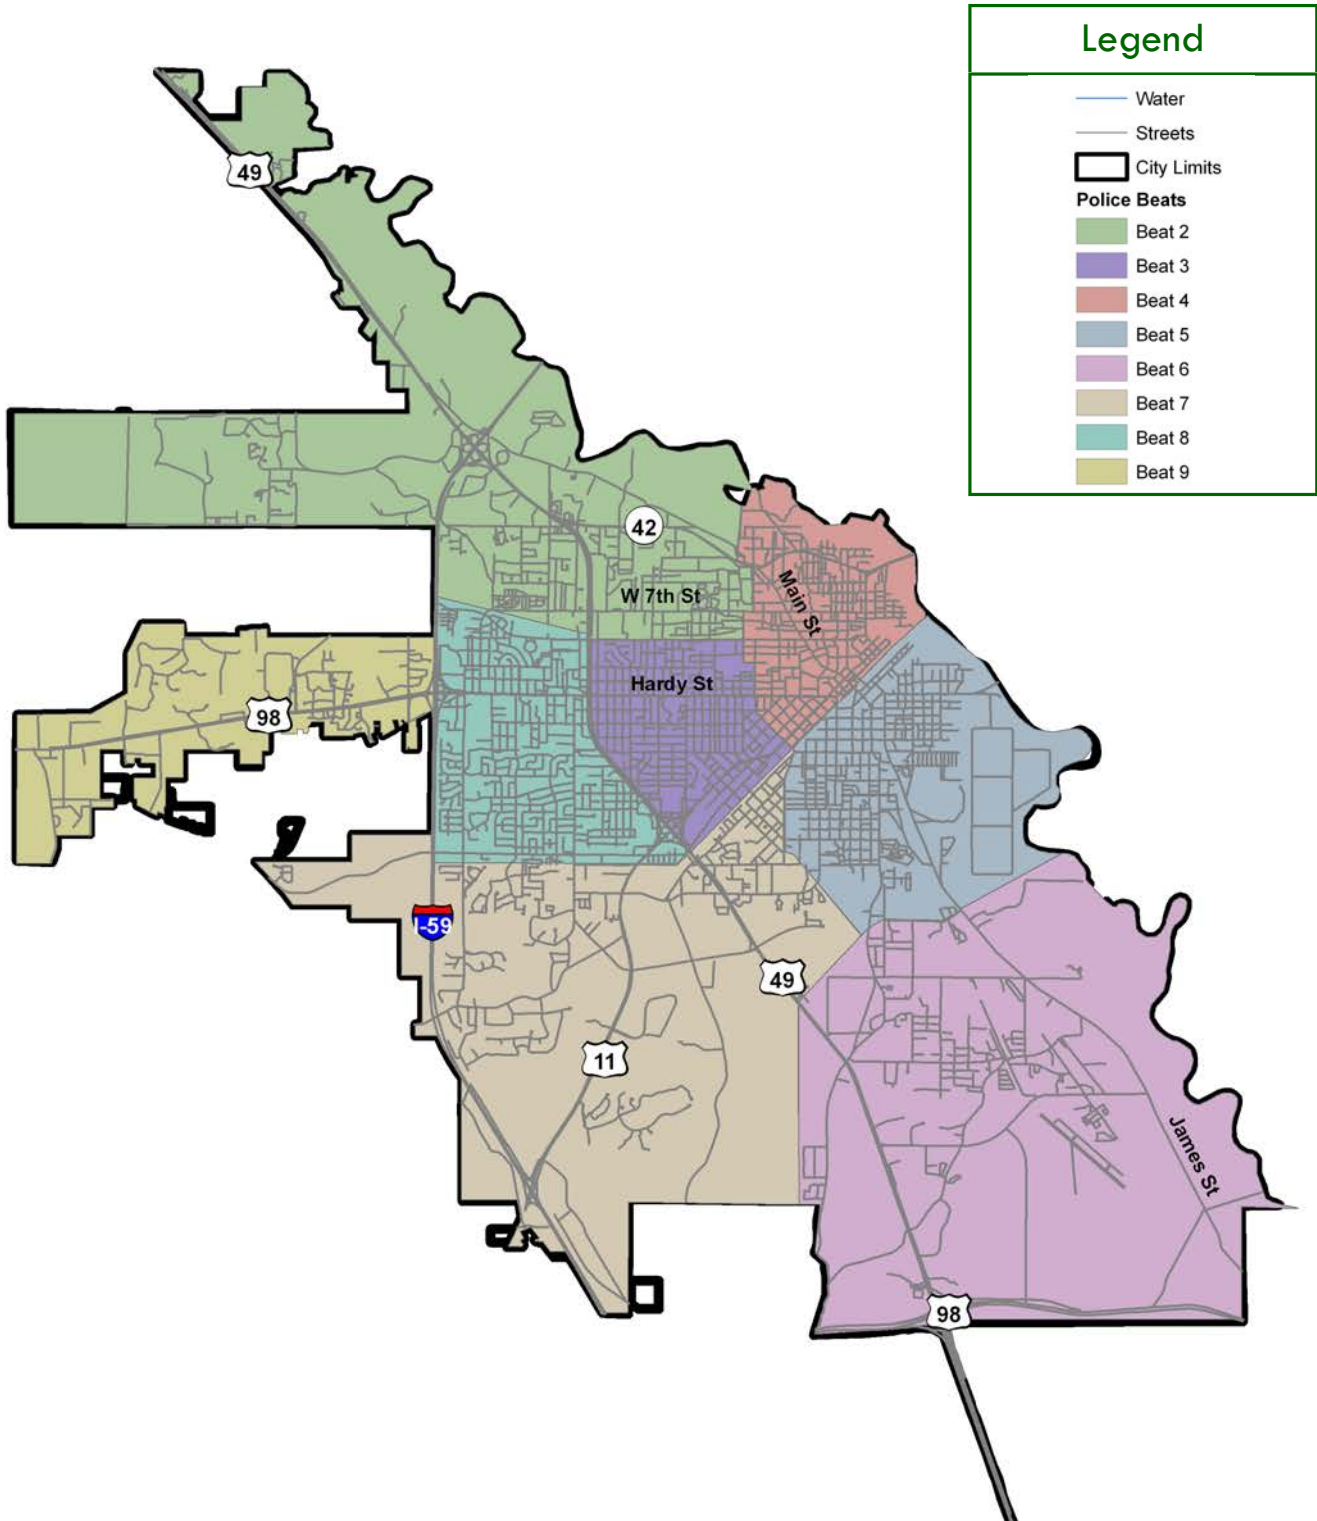 Legend
Water
Streets
City Limits
Police Beats
Beat 2
Beat 3
Beat 4
Beat 5
Beat 6
Beat 7
Beat 8
Beat 9
49
42
W 7th St
Main St
Hardy St
98
I-59
49
11
James St
98